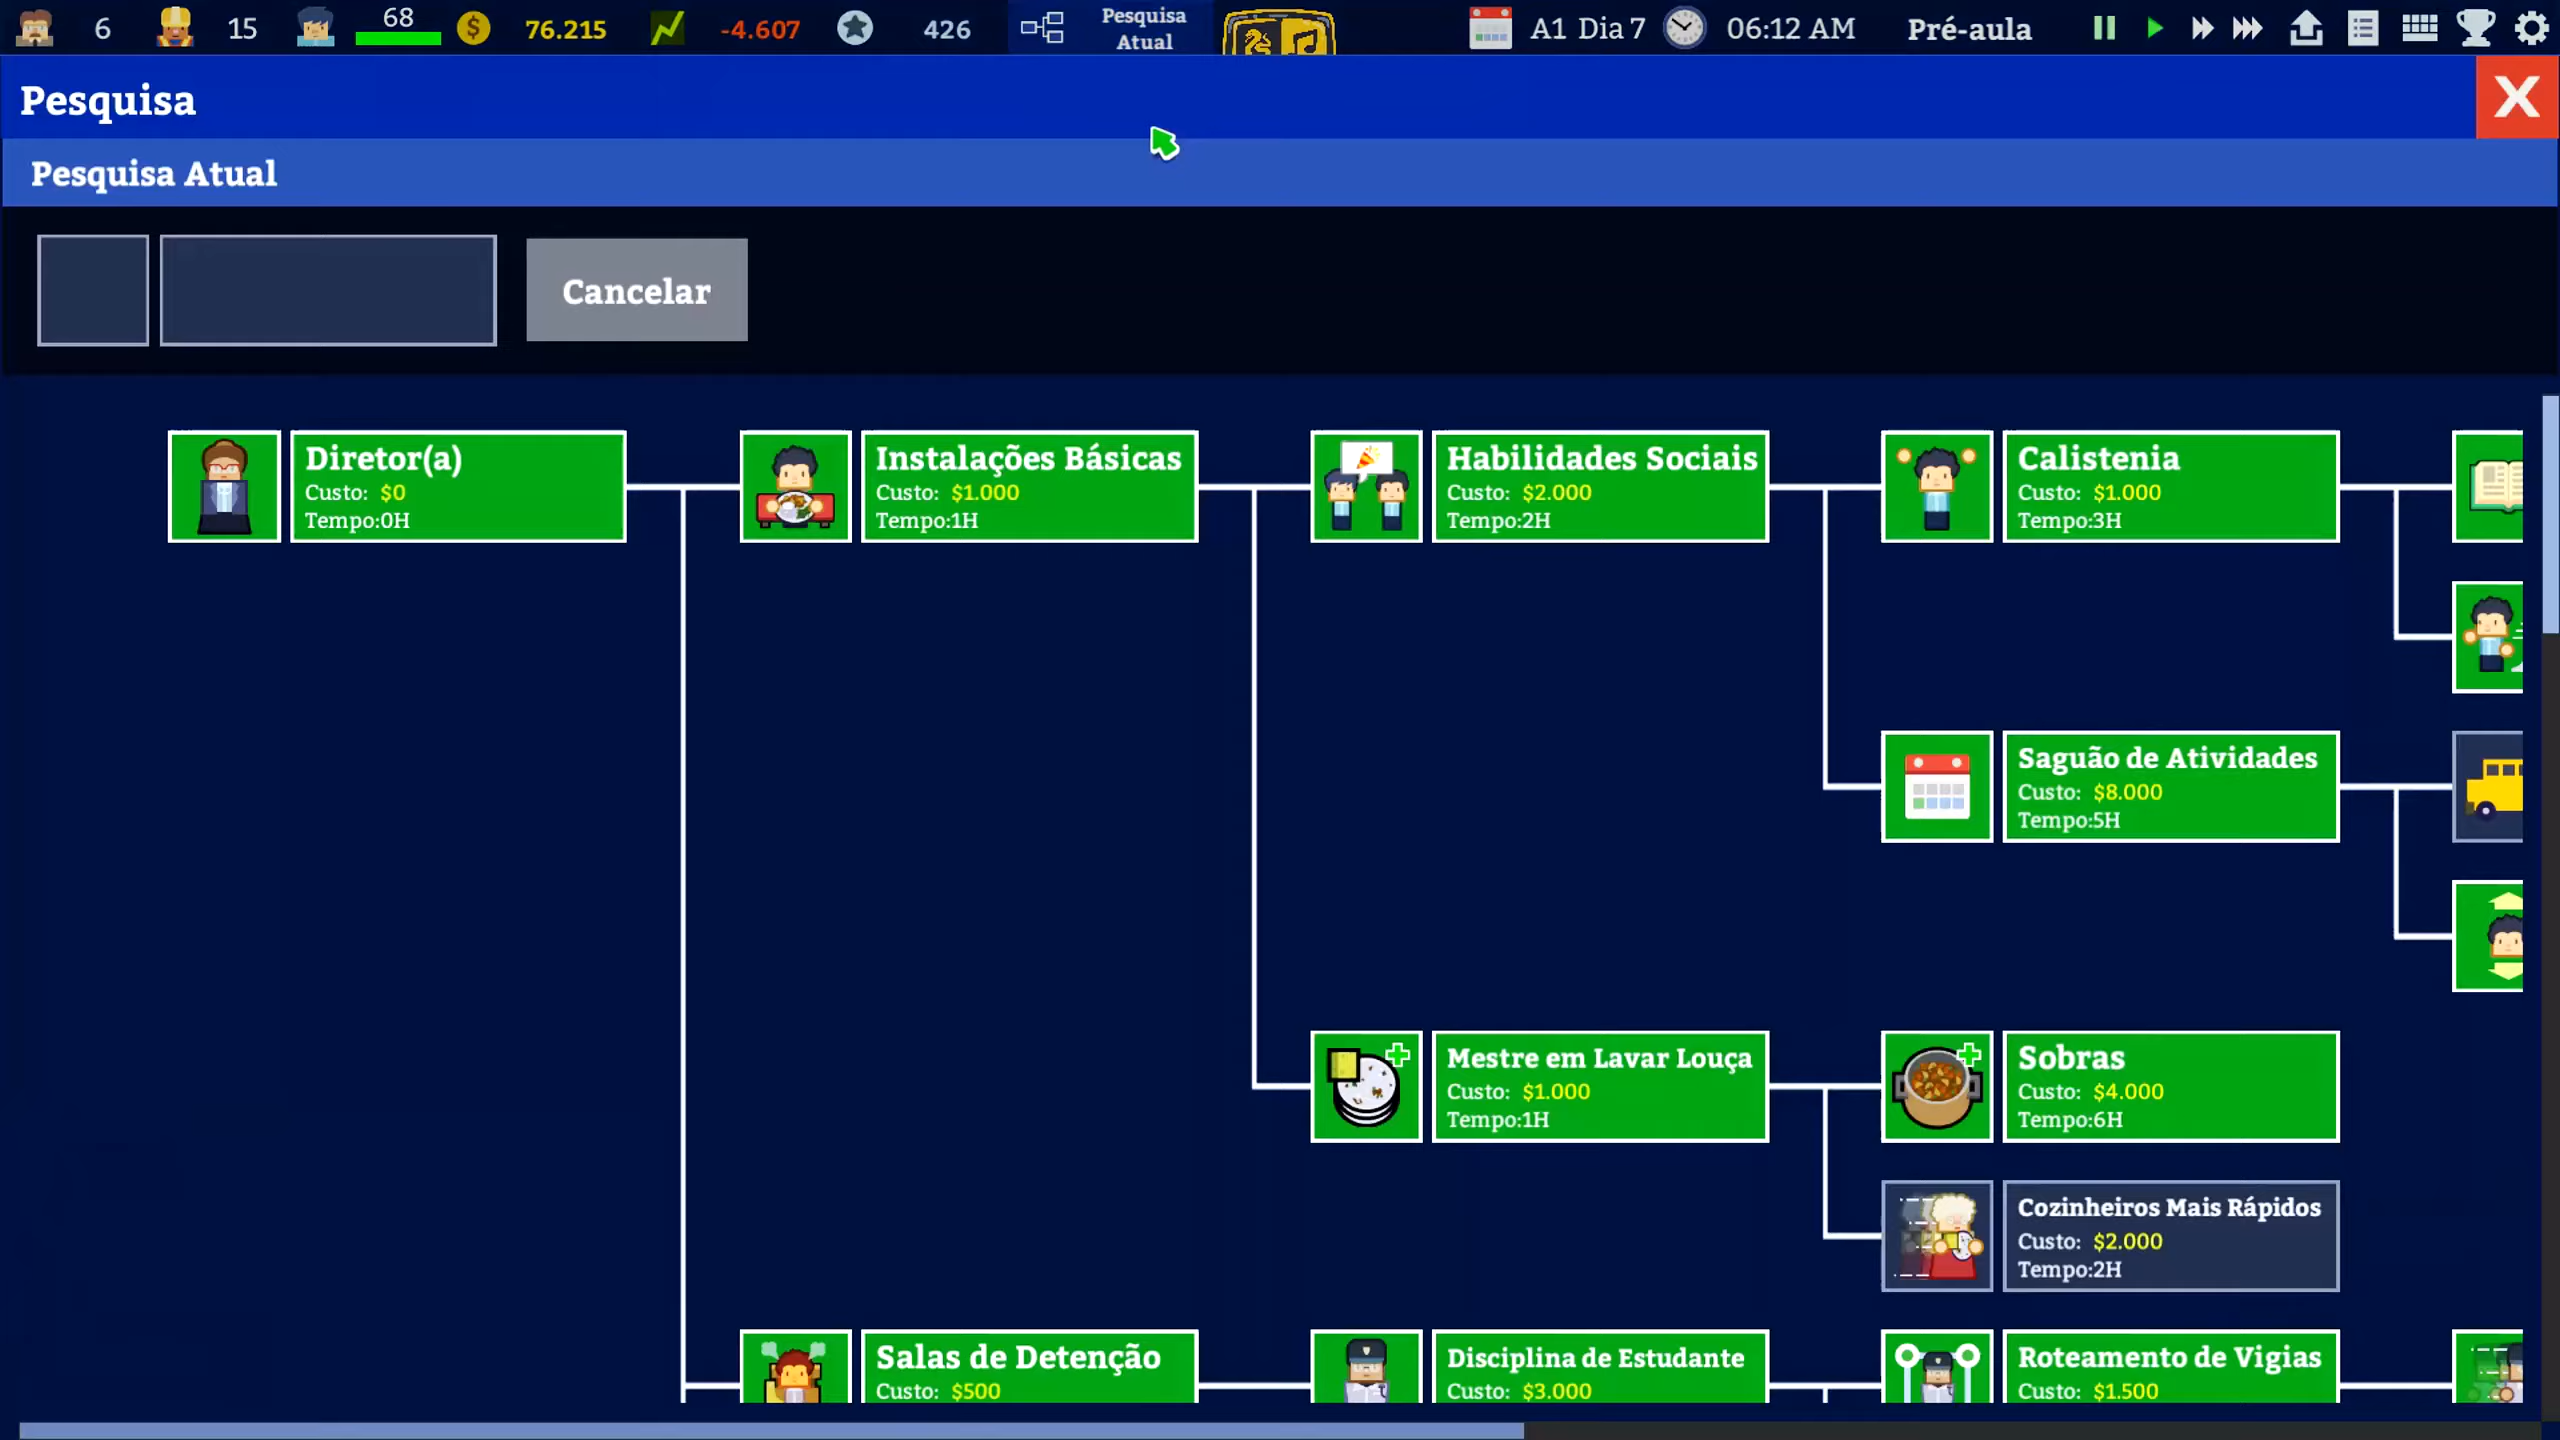 6 15 68 76.215 -4.607 426 Pesquisa Atual A1 Dia 7 06:12 AM Pré-aula
Pesquisa
X
Pesquisa Atual
Cancelar
Diretor(a)
Custo: $0
Tempo:0H
Instalações Básicas
Custo: $1.000
Tempo:1H
Habilidades Sociais
Custo: $2.000
Tempo:2H
Calistenia
Custo: $1.000
Tempo:3H
Saguão de Atividades
Custo: $8.000
Tempo:5H
Mestre em Lavar Louça
Custo: $1.000
Tempo:1H
Sobras
Custo: $4.000
Tempo:6H
Cozinheiros Mais Rápidos
Custo: $2.000
Tempo:2H
Salas de Detenção
Custo: $500
Disciplina de Estudante
Custo: $3.000
Roteamento de Vigias
Custo: $1.500